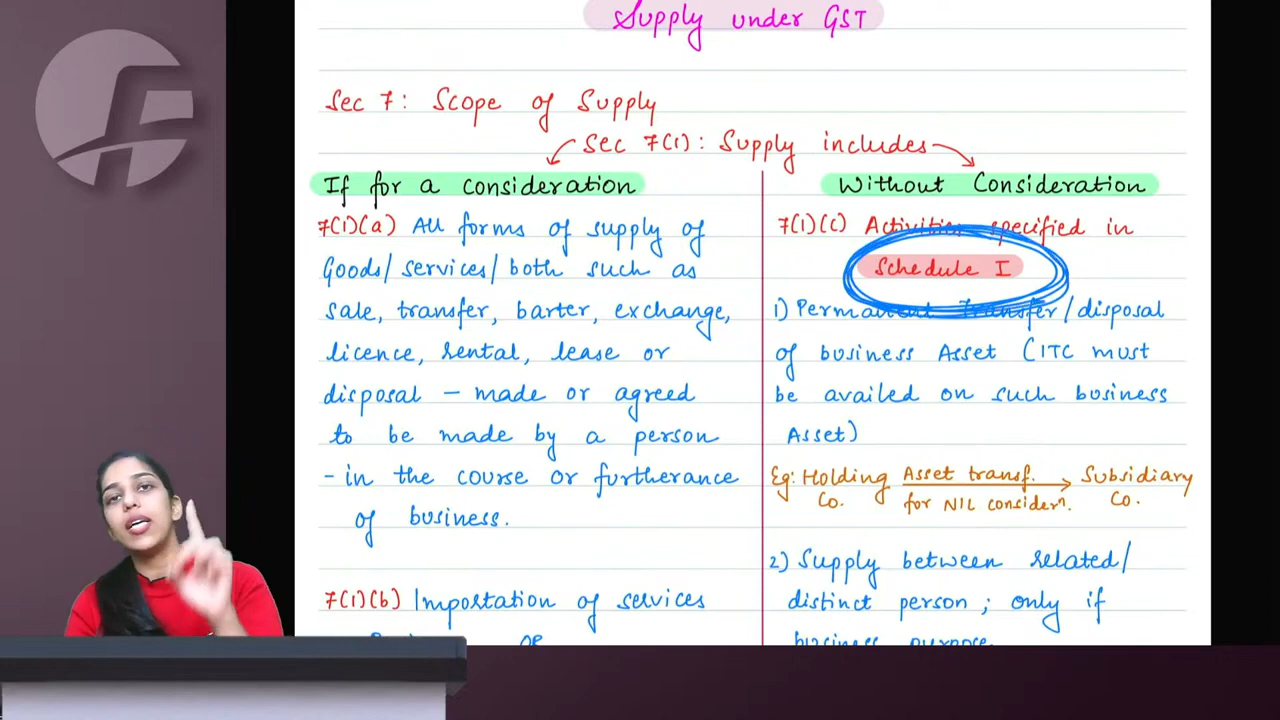 Supply under GST
Sec 7: Scope of Supply
Sec 7(1): Supply includes
If for a consideration
7(1)(a) All forms of supply of
Goods/services/both such as
sale, transfer, barter, exchange,
licence, rental, lease or
disposal - made or agreed
to be made by a person
- in the course or furtherance
of business.
7(1)(b) Importation of services
OR
Without Consideration
7(1)(c) Activities specified in
Schedule I
1) Permanent Transfer/disposal
of business Asset (ITC must
be availed on such business
Asset)
Eg: Holding Co. Asset transf. for NIL considern. Subsidiary Co.
2) Supply between related/
distinct person; only if
business purpose